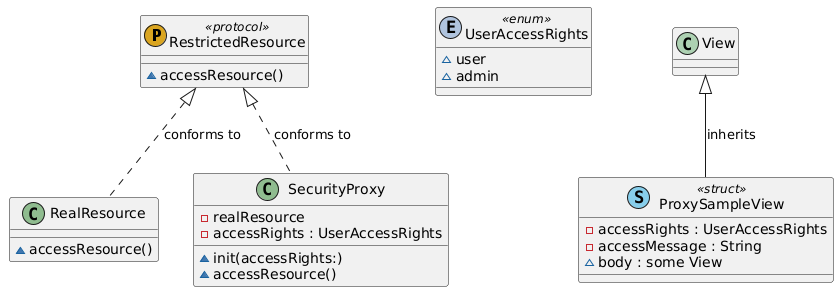 P
«protocol»
RestrictedResource
accessResource()
E
«enum»
UserAccessRights
user
admin
C View
conforms to
conforms to
inherits
C RealResource
accessResource()
C SecurityProxy
realResource
accessRights : UserAccessRights
init(accessRights:)
accessResource()
S
«struct»
ProxySampleView
accessRights : UserAccessRights
accessMessage : String
body : some View